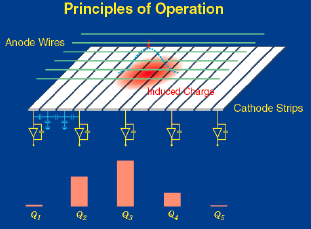 Principles of Operation
Anode Wires
Induced Charge
Cathode Strips
Q1 Q2 Q3 Q4 Q5